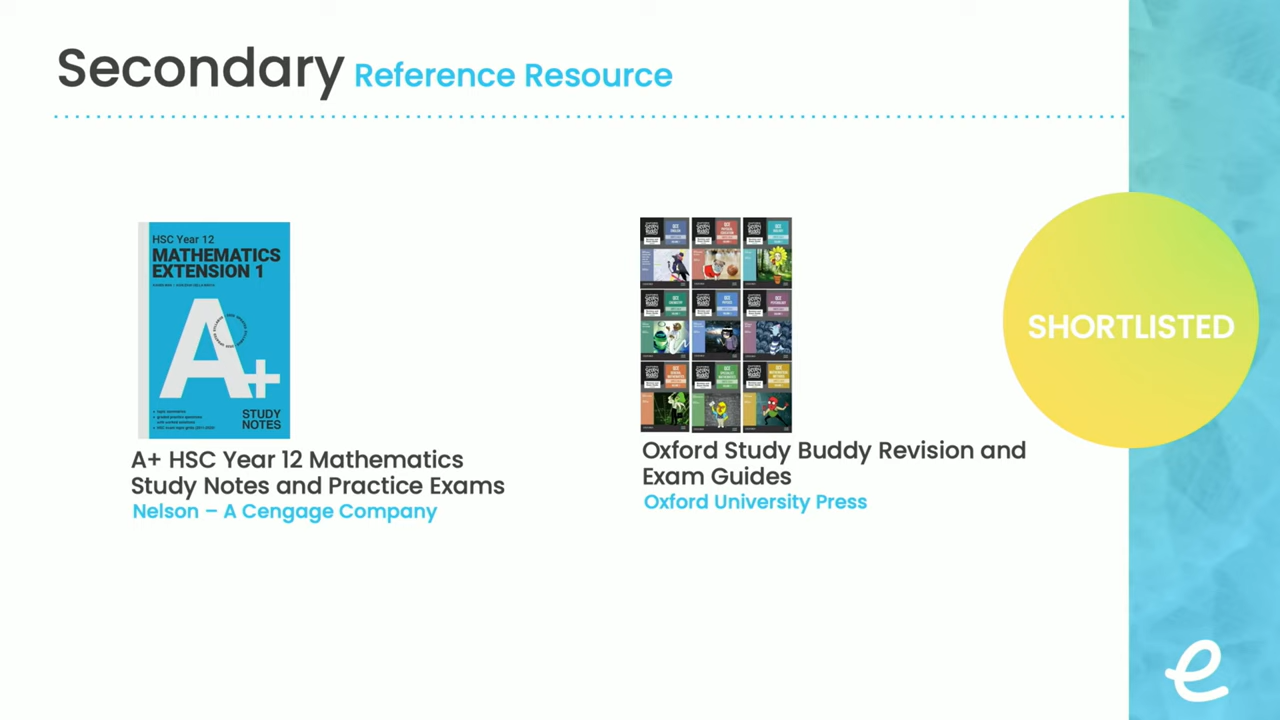 Secondary Reference Resource
HSC Year 12
MATHEMATICS
EXTENSION 1
A+
STUDY
NOTES
A+ HSC Year 12 Mathematics
Study Notes and Practice Exams
Nelson – A Cengage Company
Oxford Study Buddy Revision and
Exam Guides
Oxford University Press
SHORTLISTED
e